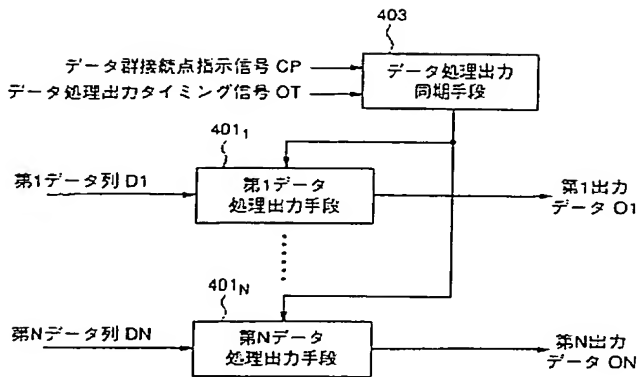 403
データ群接続点指示信号 CP
データ処理出力タイミング信号 OT
データ処理出力
同期手段
401₁
第1データ列 D1
第1データ
処理出力手段
第1出力
データ O1
401N
第Nデータ列 DN
第Nデータ
処理出力手段
第N出力
データ ON